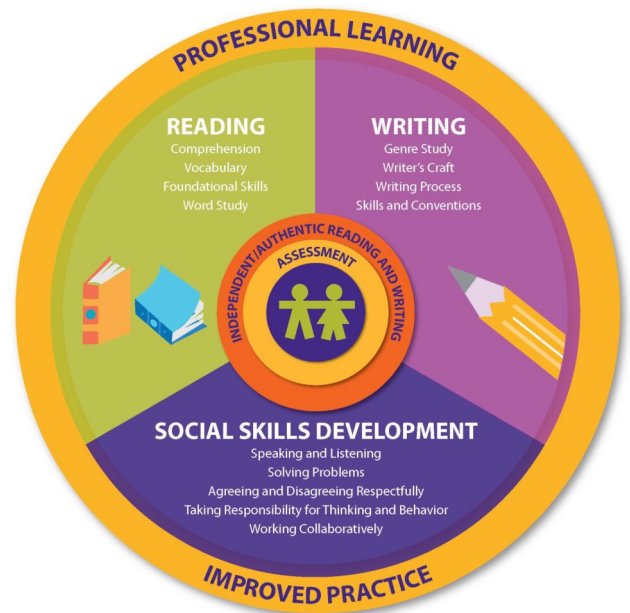 PROFESSIONAL LEARNING
READING
Comprehension
Vocabulary
Foundational Skills
Word Study
WRITING
Genre Study
Writer's Craft
Writing Process
Skills and Conventions
INDEPENDENT/AUTHENTIC READING AND WRITING
ASSESSMENT
SOCIAL SKILLS DEVELOPMENT
Speaking and Listening
Solving Problems
Agreeing and Disagreeing Respectfully
Taking Responsibility for Thinking and Behavior
Working Collaboratively
IMPROVED PRACTICE